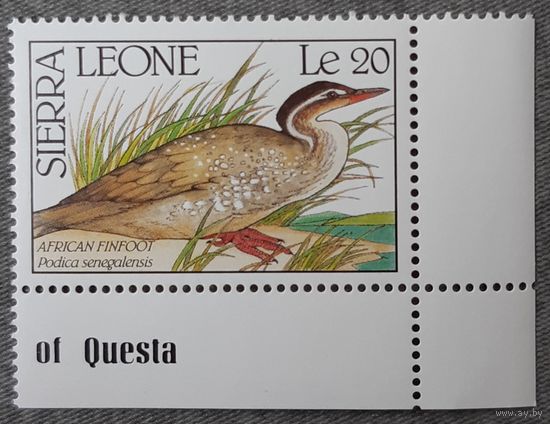 SIERRA LEONE Le 20
AFRICAN FINFOOT
Podica senegalensis
of Questa
www.ay.by